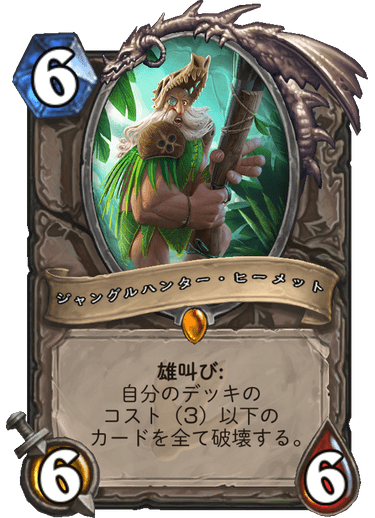 6
ジャングルハンター・ヒーメット
雄叫び:
自分のデッキの
コスト（3）以下の
カードを全て破壊する。
6
6